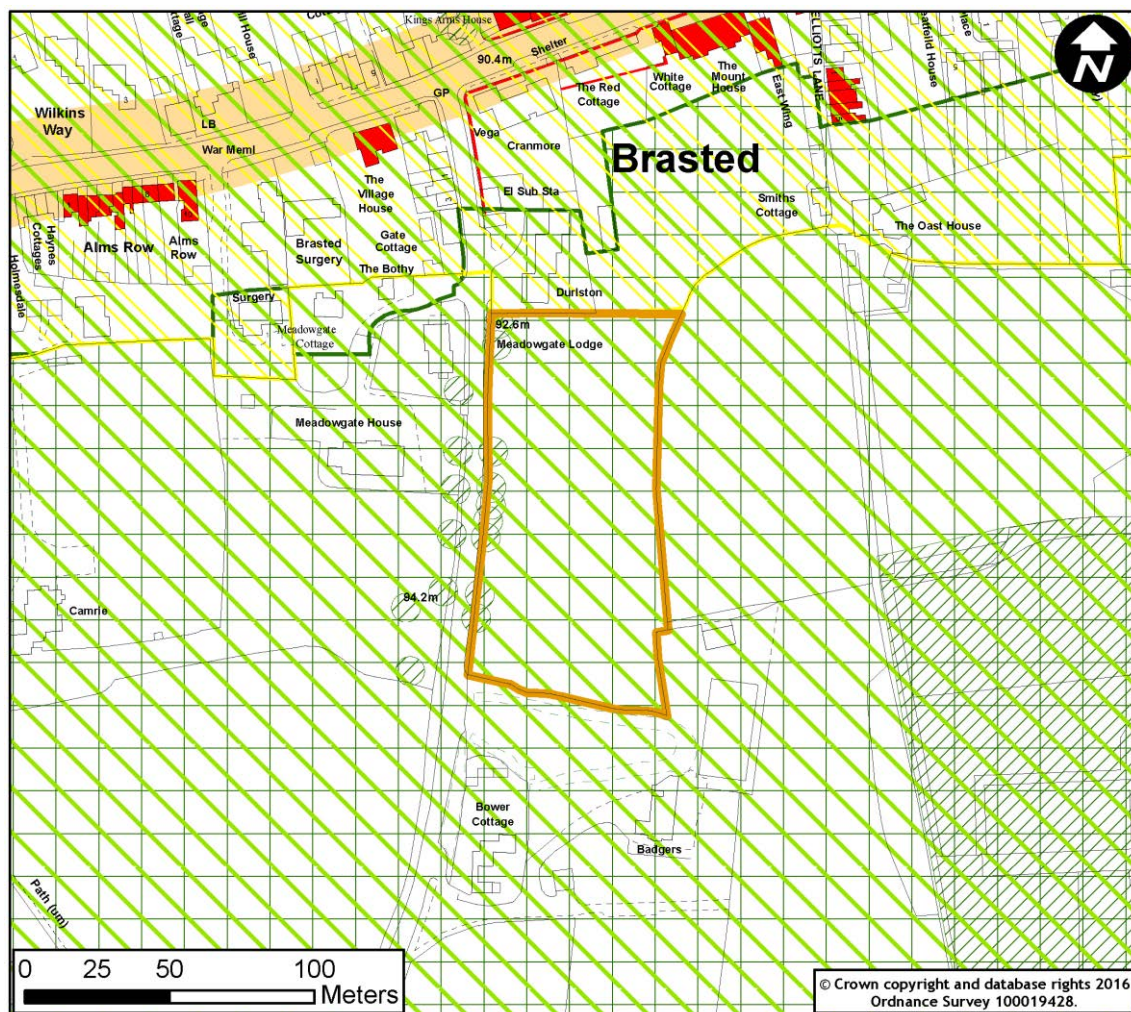 Kings Arms House
Shelter
90.4m
ELLIOTTS LANE
N
Wilkins
Way
3
LB
GP
War Meml
The Red
Cottage
White
Cottage
The
Mount
House
East Wing
Vega
Cranmore
Brasted
The
Village
House
El Sub Sta
Haynes
Cottages
Alms Row
Alms
Row
Holmesdale
Brasted
Surgery
Gate
Cottage
The Bothy
Smiths
Cottage
The Oast House
Surgery
Durlston
Meadowgate
Cottage
92.6m
Meadowgate Lodge
Meadowgate House
94.2m
Camrie
Bower
Cottage
Badgers
Path (um)
0 25 50 100
Meters
© Crown copyright and database rights 2016
Ordnance Survey 100019428.